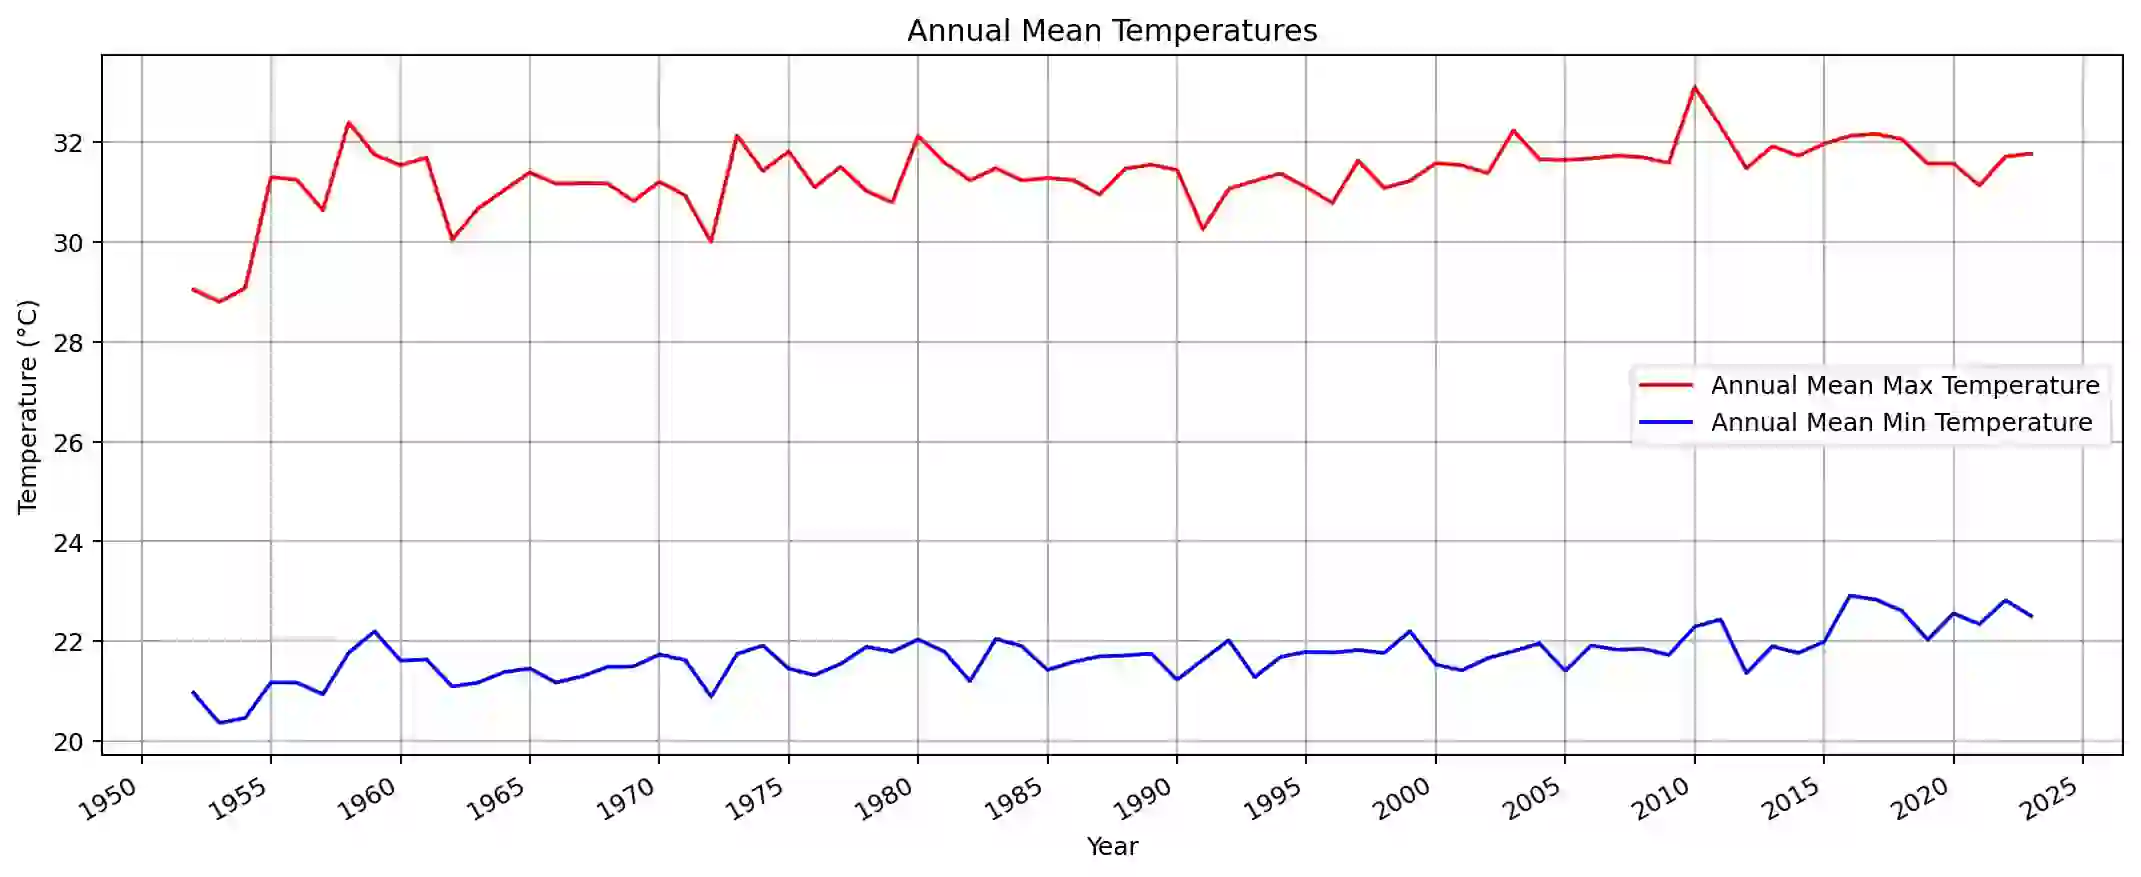 Annual Mean Temperatures
32
30
28
26
24
22
20
Temperature (°C)
Annual Mean Max Temperature
Annual Mean Min Temperature
1950 1955 1960 1965 1970 1975 1980 1985 1990 1995 2000 2005 2010 2015 2020 2025
Year